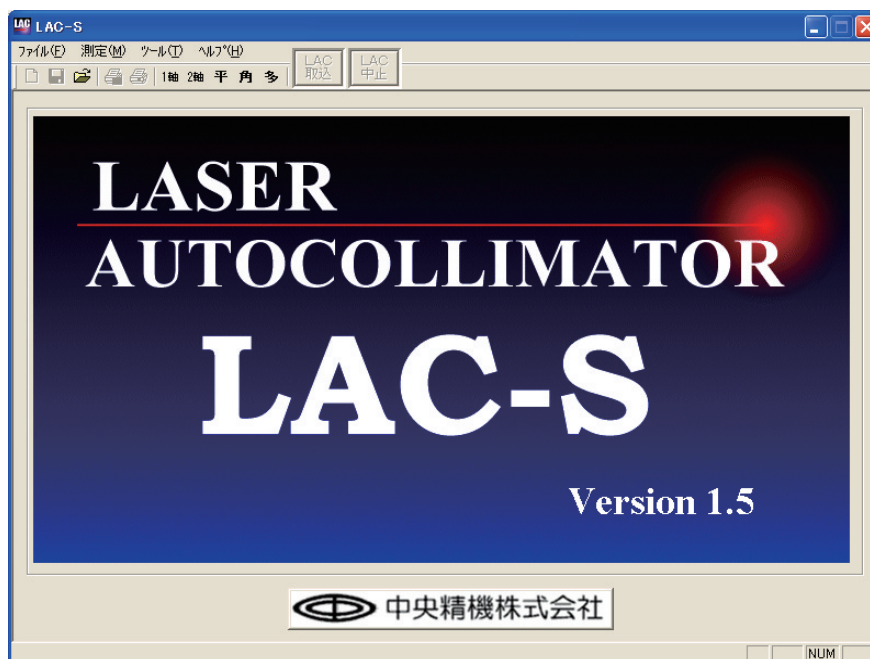 LAC-S
ファイル(F) 測定(M) ツール(T) ヘルプ(H)
1軸 2軸 平 角 多
LAC
取込
LAC
中止
LASER
AUTOCOLLIMATOR
LAC-S
Version 1.5
中央精機株式会社
NUM